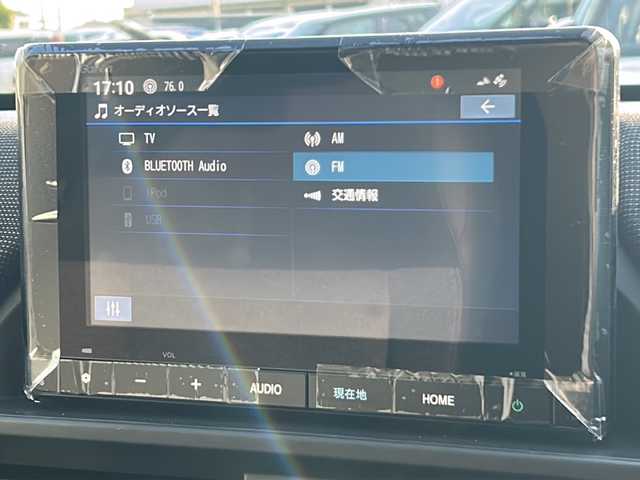 17:10 76.0
オーディオソース一覧
TV
AM
BLUETOOTH Audio
FM
iPod
交通情報
USB
VOL
− + AUDIO 現在地 HOME